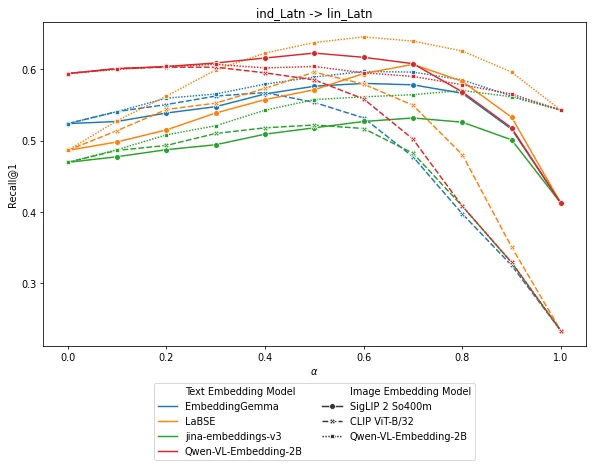 ind_Latn -> lin_Latn
Recall@1
0.6
0.5
0.4
0.3
0.0 0.2 0.4 0.6 0.8 1.0
α
Text Embedding Model Image Embedding Model
EmbeddingGemma SigLIP 2 So400m
LaBSE CLIP ViT-B/32
jina-embeddings-v3 Qwen-VL-Embedding-2B
Qwen-VL-Embedding-2B